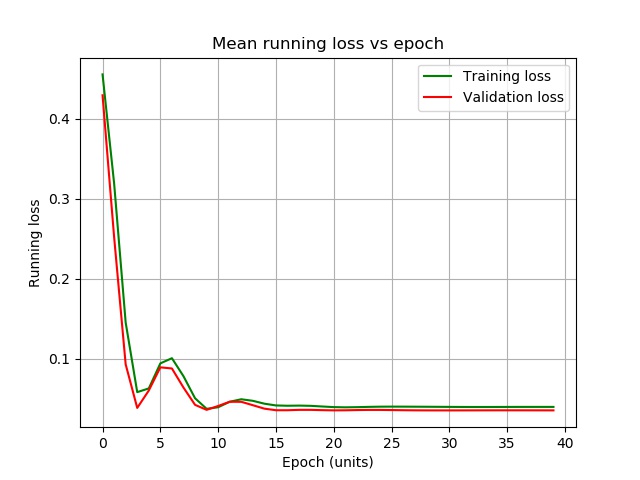 Mean running loss vs epoch
Training loss
Validation loss
0.4
0.3
0.2
0.1
Running loss
0 5 10 15 20 25 30 35 40
Epoch (units)